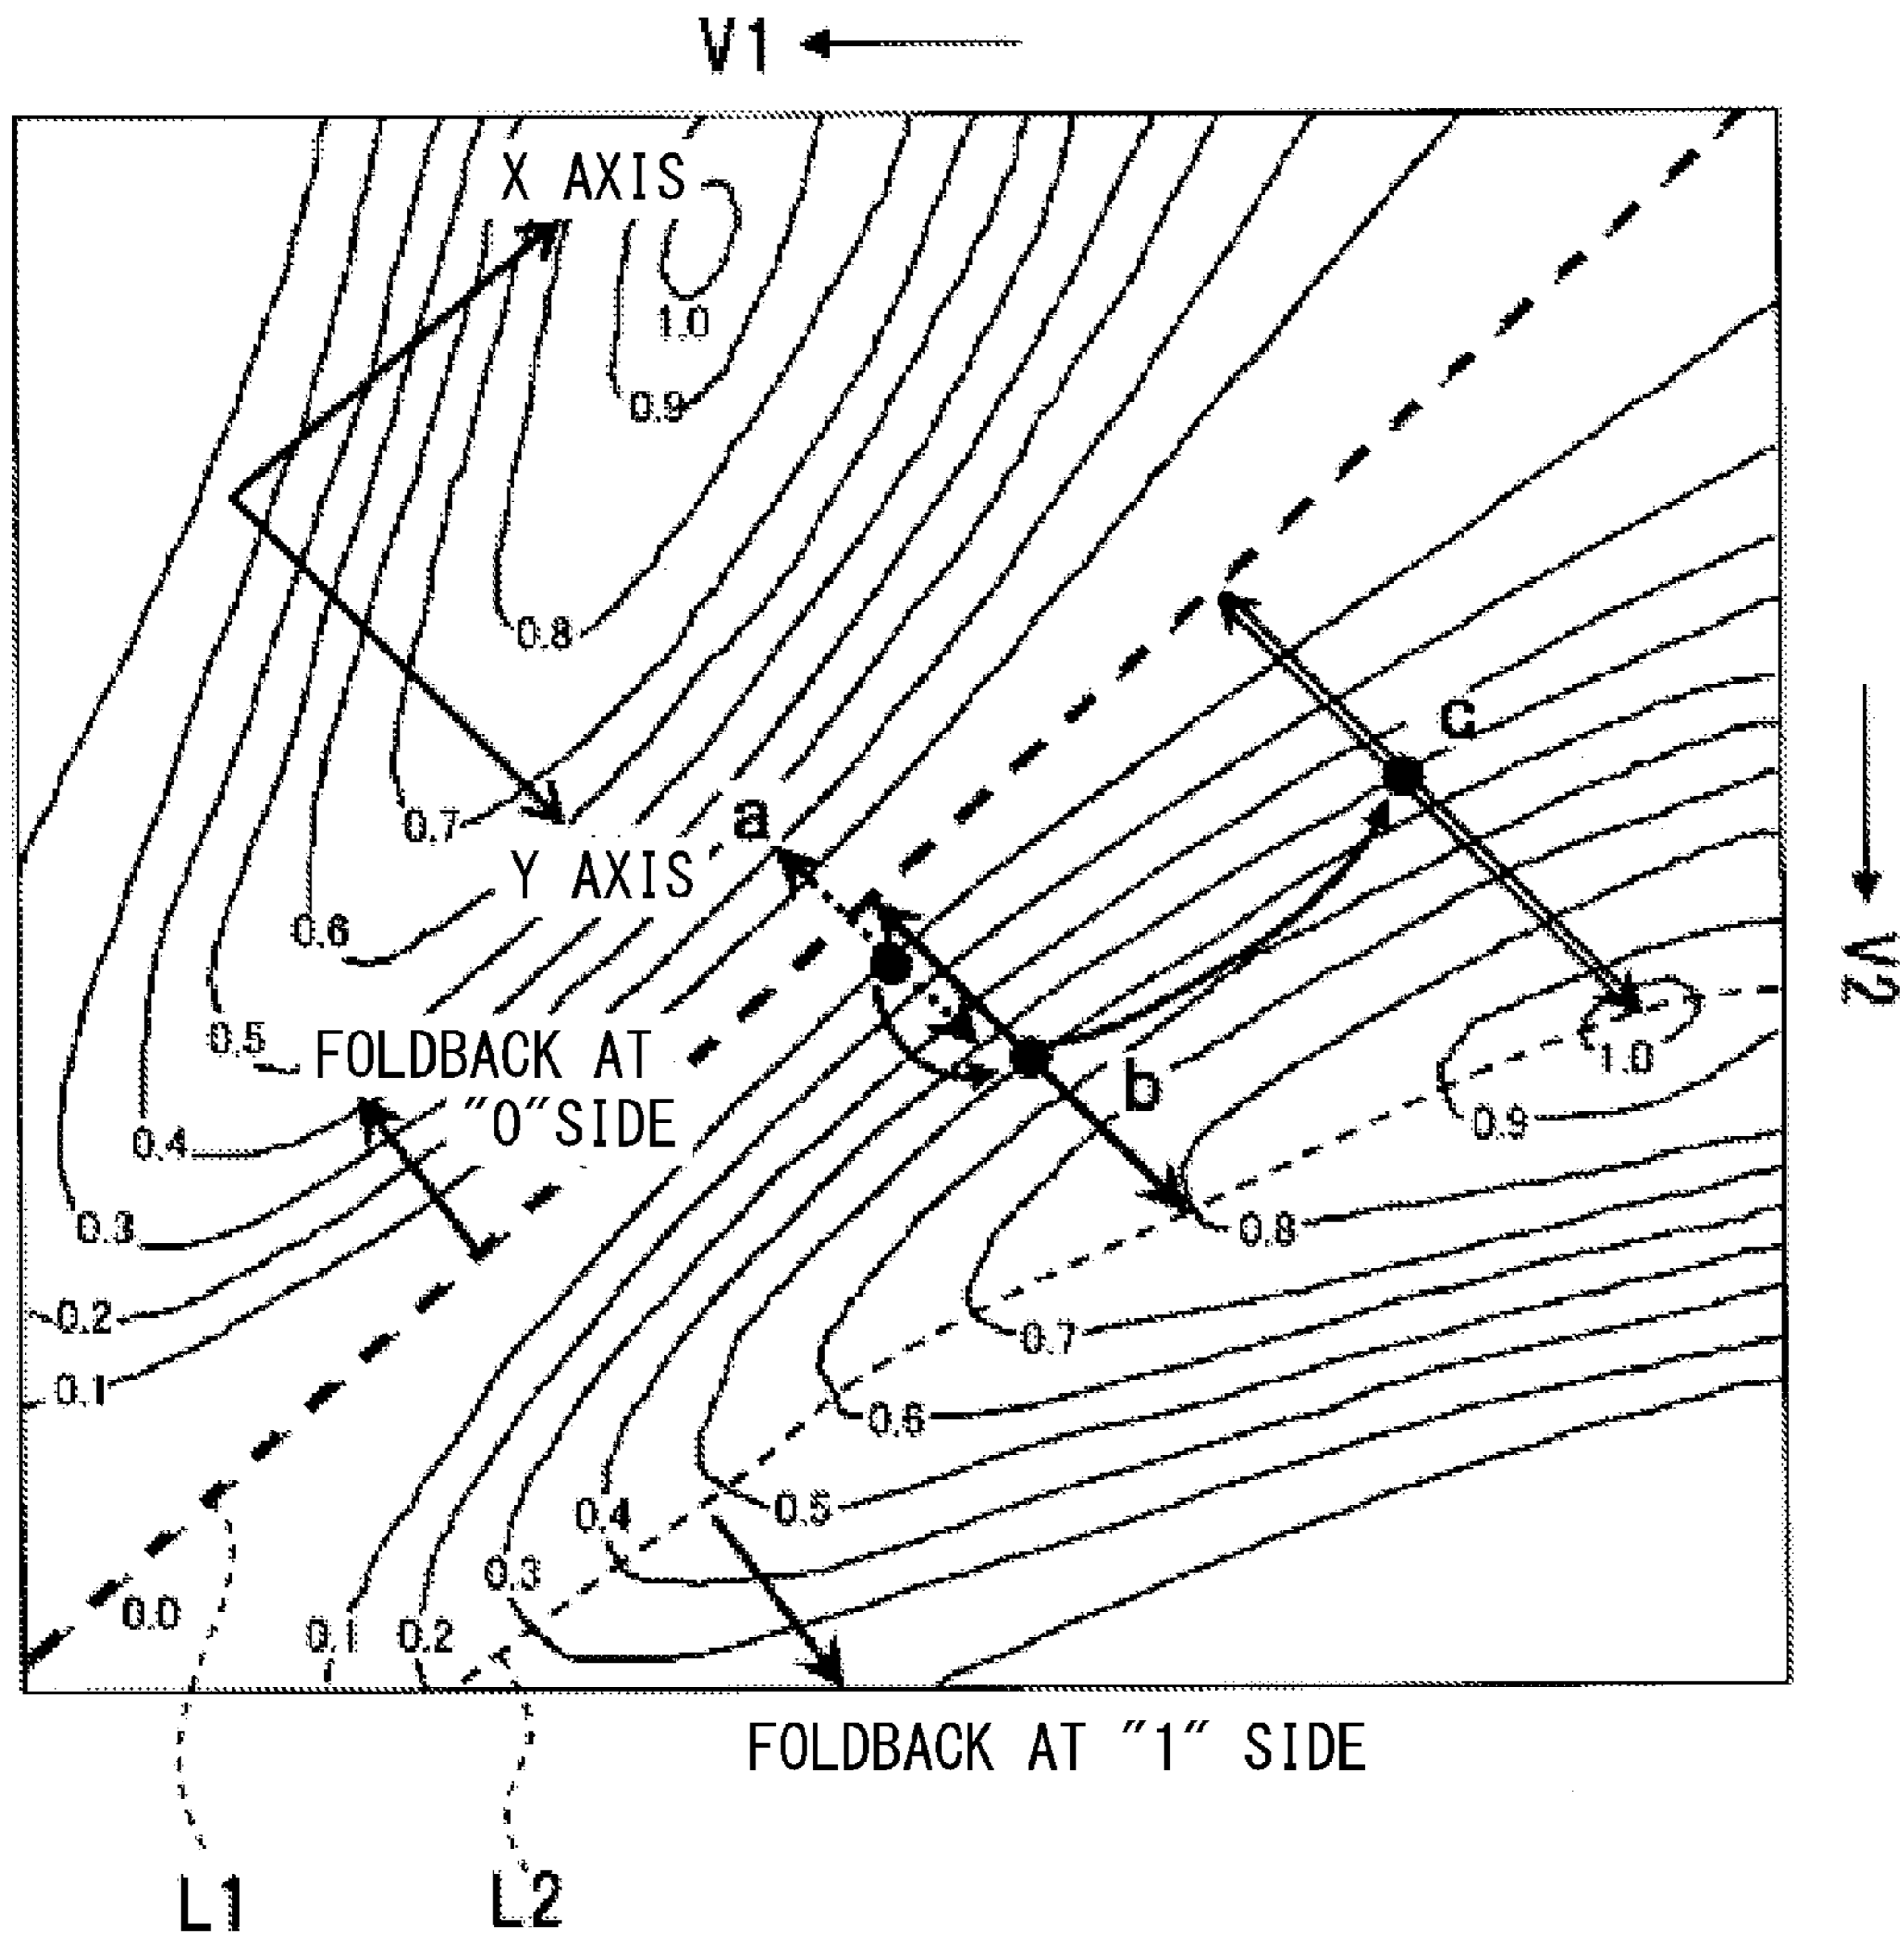 V1
X AXIS
1.0
0.9
0.8
c
a
0.7
Y AXIS
0.6
V2
0.5
FOLDBACK AT
"0"SIDE
1.0
b
0.9
0.4
0.3
0.8
0.2
0.7
0.1
0.6
0.5
0.4
0.3
0.0
0.1
0.2
FOLDBACK AT "1" SIDE
L1
L2